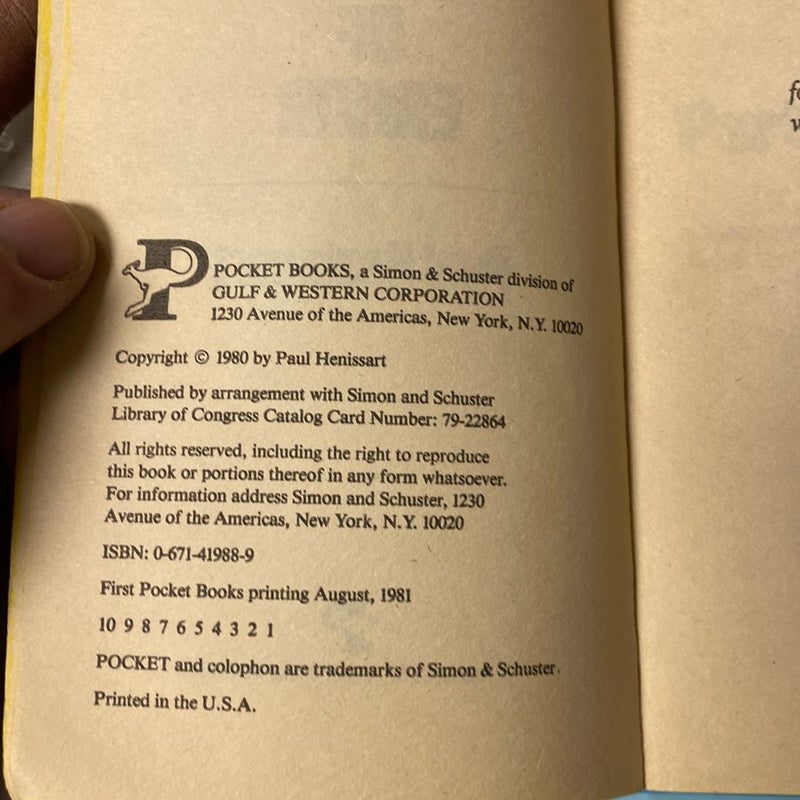 POCKET BOOKS, a Simon & Schuster division of
GULF & WESTERN CORPORATION
1230 Avenue of the Americas, New York, N.Y. 10020
Copyright © 1980 by Paul Henissart
Published by arrangement with Simon and Schuster
Library of Congress Catalog Card Number: 79-22864
All rights reserved, including the right to reproduce
this book or portions thereof in any form whatsoever.
For information address Simon and Schuster, 1230
Avenue of the Americas, New York, N.Y. 10020
ISBN: 0-671-41988-9
First Pocket Books printing August, 1981
10 9 8 7 6 5 4 3 2 1
POCKET and colophon are trademarks of Simon & Schuster.
Printed in the U.S.A.